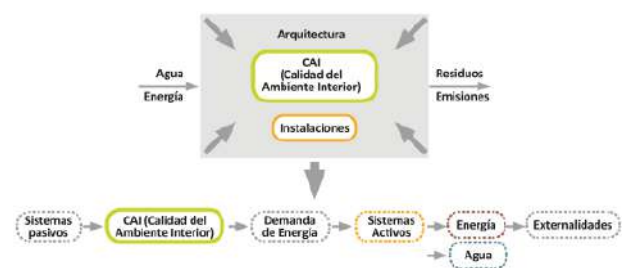 Arquitectura
CAI
(Calidad del
Ambiente Interior)
Instalaciones
Agua
Energía
Residuos
Emisiones
Sistemas
pasivos
CAI (Calidad del
Ambiente Interior)
Demanda
de Energía
Sistemas
Activos
Energía
Agua
Externalidades